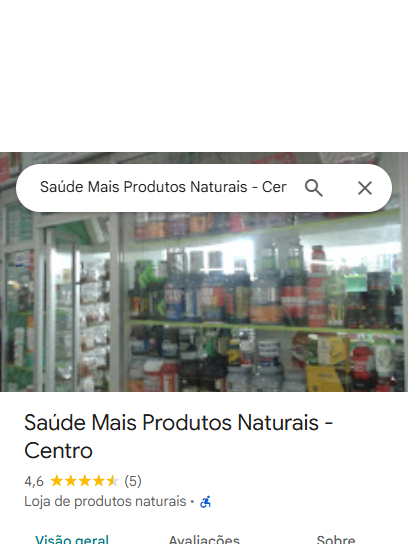 Saúde Mais Produtos Naturais - Cer
Saúde Mais Produtos Naturais -
Centro
4,6 (5)
Loja de produtos naturais ·
Visão geral Avaliações Sobre